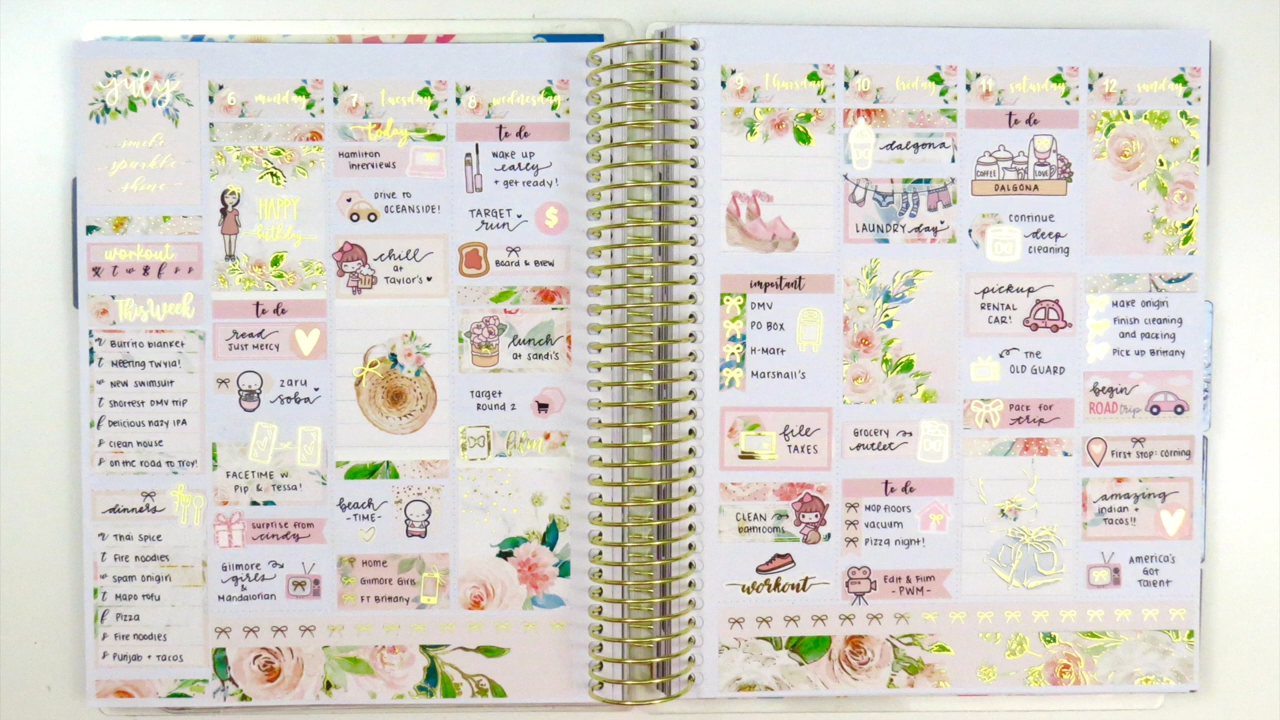 july
smile
sparkle
shine
workout
m t w t f s s
This Week
m Burrito blanket
t Meering Twyla!
w New swimsuit
t Shortest DMV trip
f Delicious hazy IPA
s Clean house
s on the road to Troy!
dinners
m Thai Spice
t Fire noodles
w Spam onigiri
t Mapo tofu
f Pizza
s Fire noodles
s Punjab + Tacos
6 monday
HAPPY
birthday
to do
read
JUST MERCY
zaru
soba
FACETIME W.
Pip & Tessa!
surprise from
cindy
Gilmore
girls
&
Mandalorian
7 tuesday
today
Hamilton
interviews
Drive to
OCEANSIDE!
chill
at
Taylor's
beach
-TIME-
Home
Gilmore Girls
FT Brittany
8 wednesday
to do
wake up
early
+ get ready!
TARGET
run
$
Board & Brew
lunch
at Sandi's
Target
Round 2
film
9 thursday
important
DMV
PO Box
H-Mart
Marshall's
file
TAXES
CLEAN
bathrooms
workout
10 friday
dalgona
LAUNDRY day
Grocery
outlet
to do
Mop floors
vacuum
Pizza night!
Edit & Film
-PWM-
11 saturday
to do
COFFEE LOVE
DALGONA
continue
deep
cleaning
pickup
RENTAL
CAR!
The
OLD GUARD
Pack for
trip
12 sunday
Make onigiri
Finish cleaning
and packing
Pick up Brittany
begin
ROAD trip
First stop: Corning
amazing
indian +
Tacos!!
America's
Got
Talent